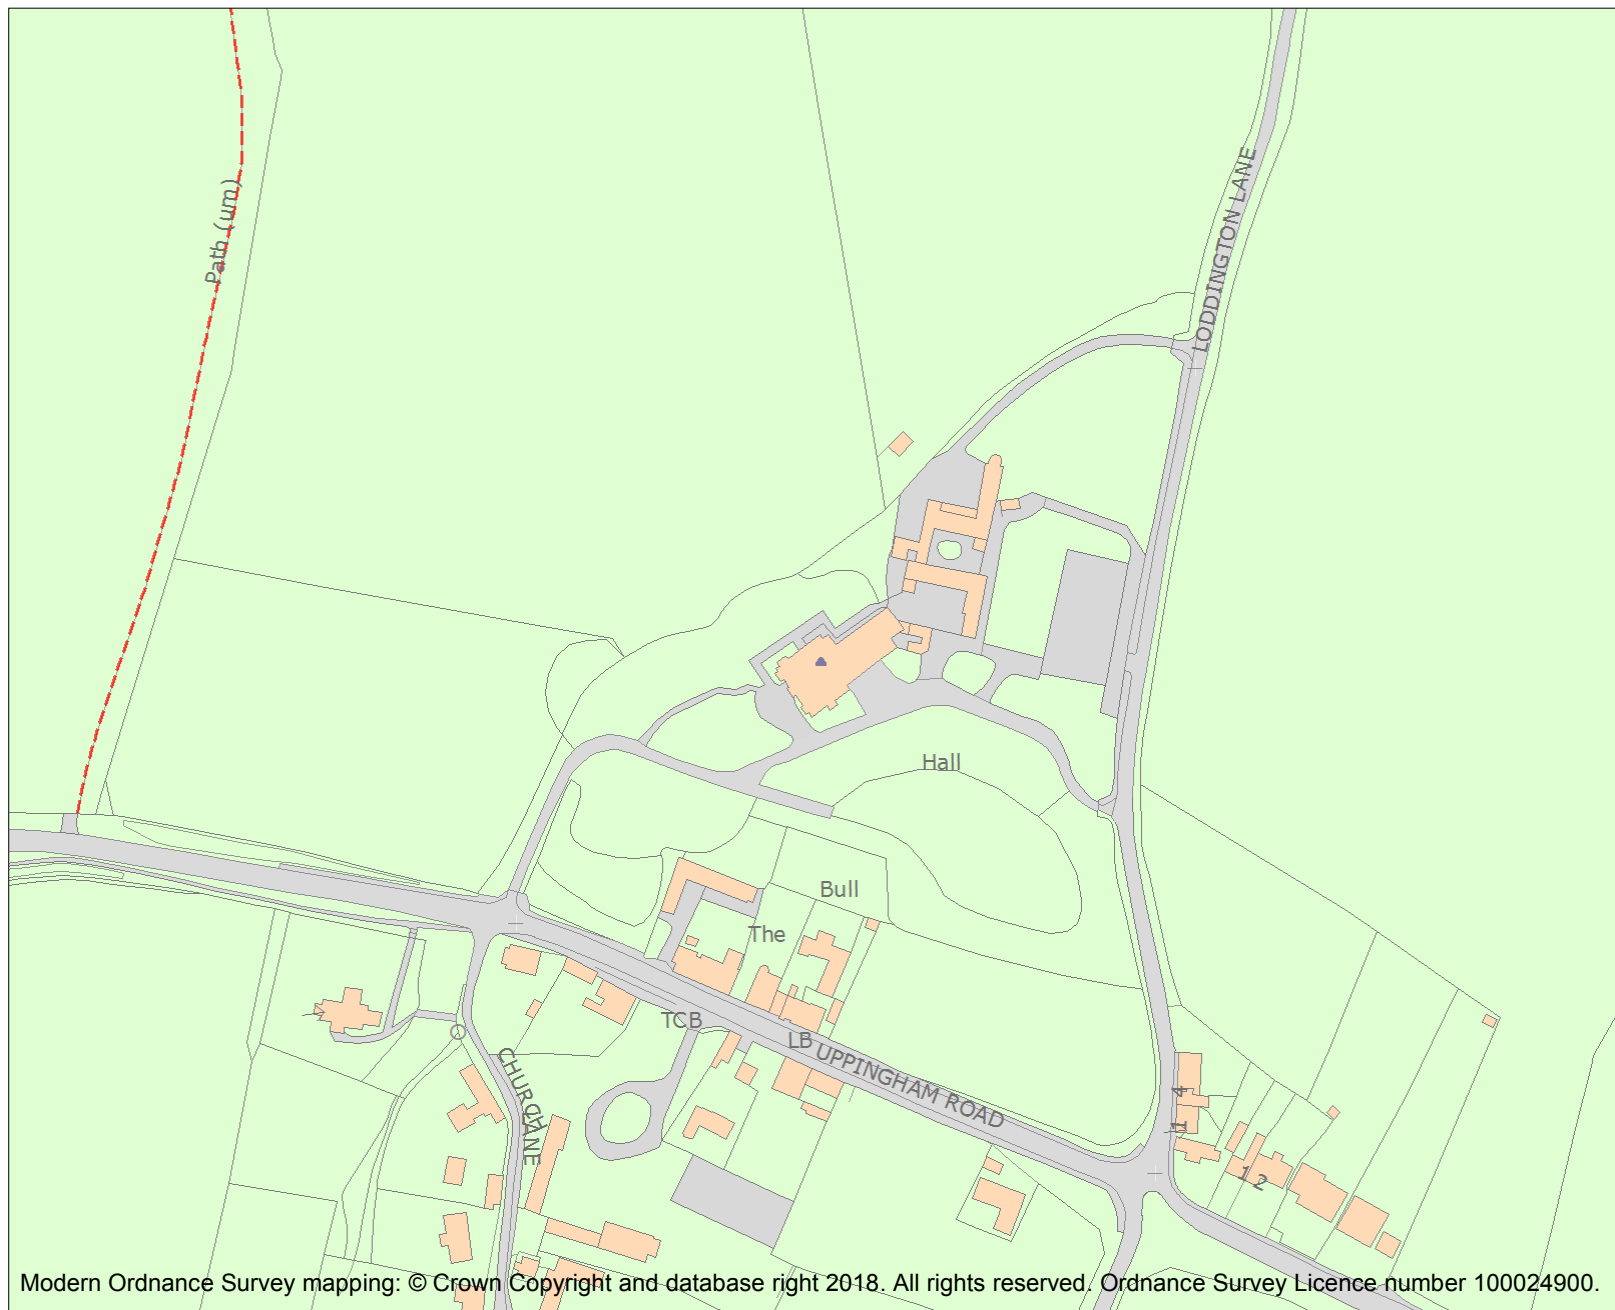 LODDINGTON LANE
Path (um)
Hall
Bull
The
TCB
LB
UPPINGHAM ROAD
CHURCH
LANE
4
1
1 2
Modern Ordnance Survey mapping: © Crown Copyright and database right 2018. All rights reserved. Ordnance Survey Licence number 100024900.